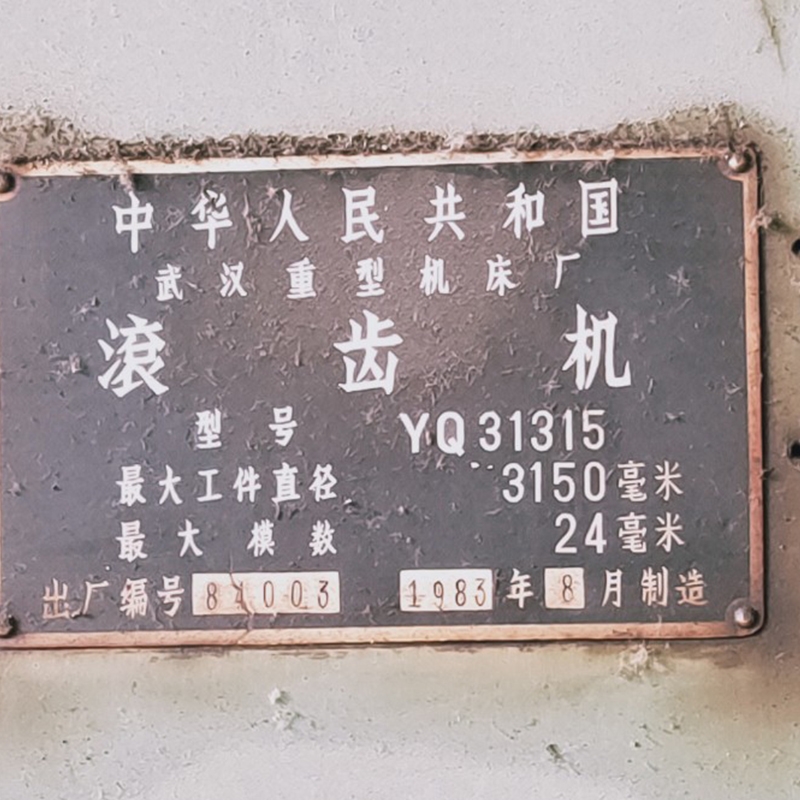 中华人民共和国
武汉重型机床厂
滚齿机
型号 YQ31315
最大工件直径 3150毫米
最大模数 24毫米
出厂编号 84003 1983年8月制造